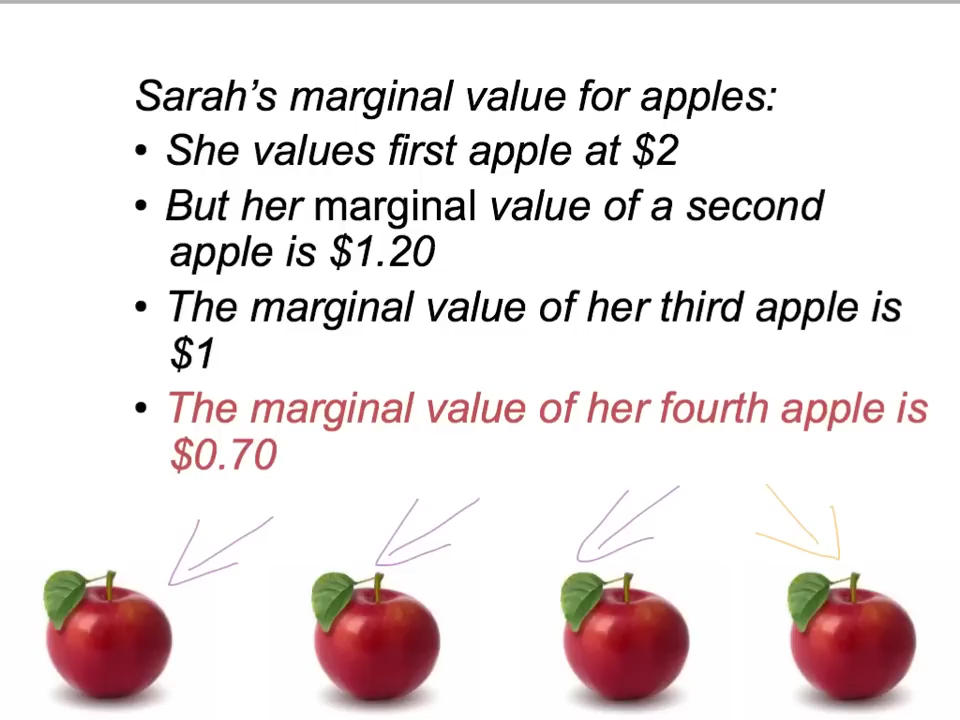 Sarah’s marginal value for apples:
• She values first apple at $2
• But her marginal value of a second
apple is $1.20
• The marginal value of her third apple is
$1
• The marginal value of her fourth apple is
$0.70